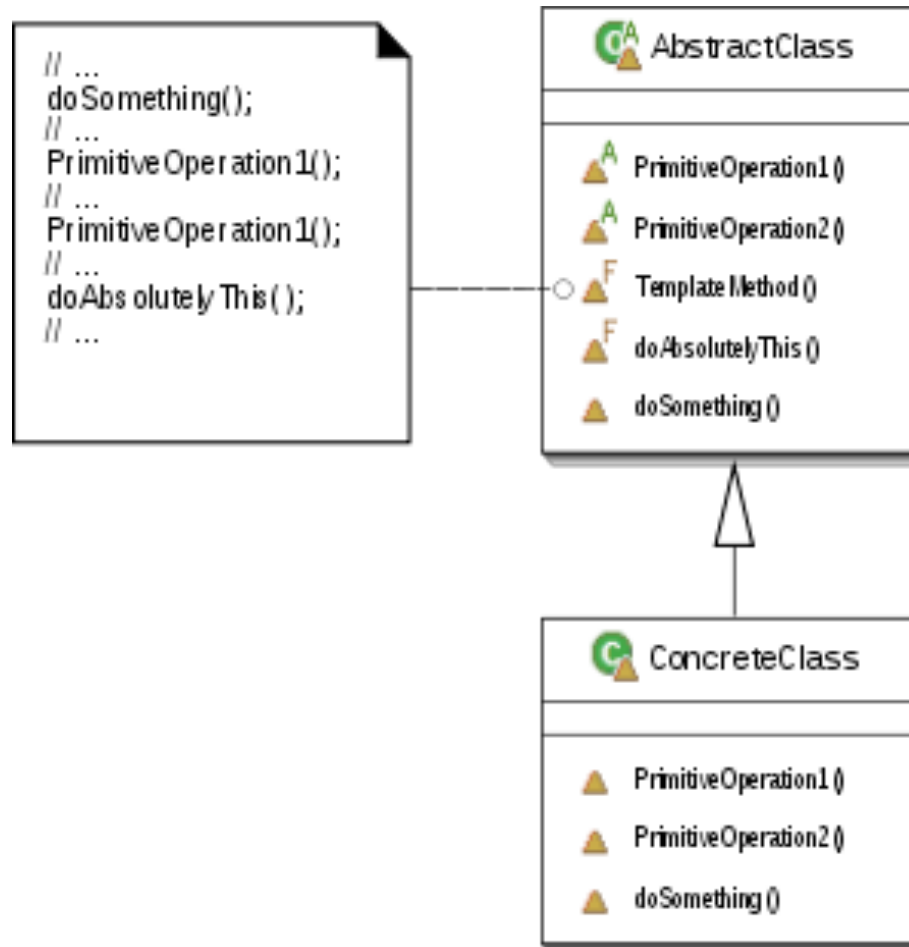 // ...
doSomething();
// ...
PrimitiveOperation1();
// ...
PrimitiveOperation1();
// ...
doAbsolutelyThis();
// ...
A
AbstractClass
A
PrimitiveOperation1()
A
PrimitiveOperation2()
F
TemplateMethod()
F
doAbsolutelyThis()
doSomething()
C
ConcreteClass
PrimitiveOperation1()
PrimitiveOperation2()
doSomething()